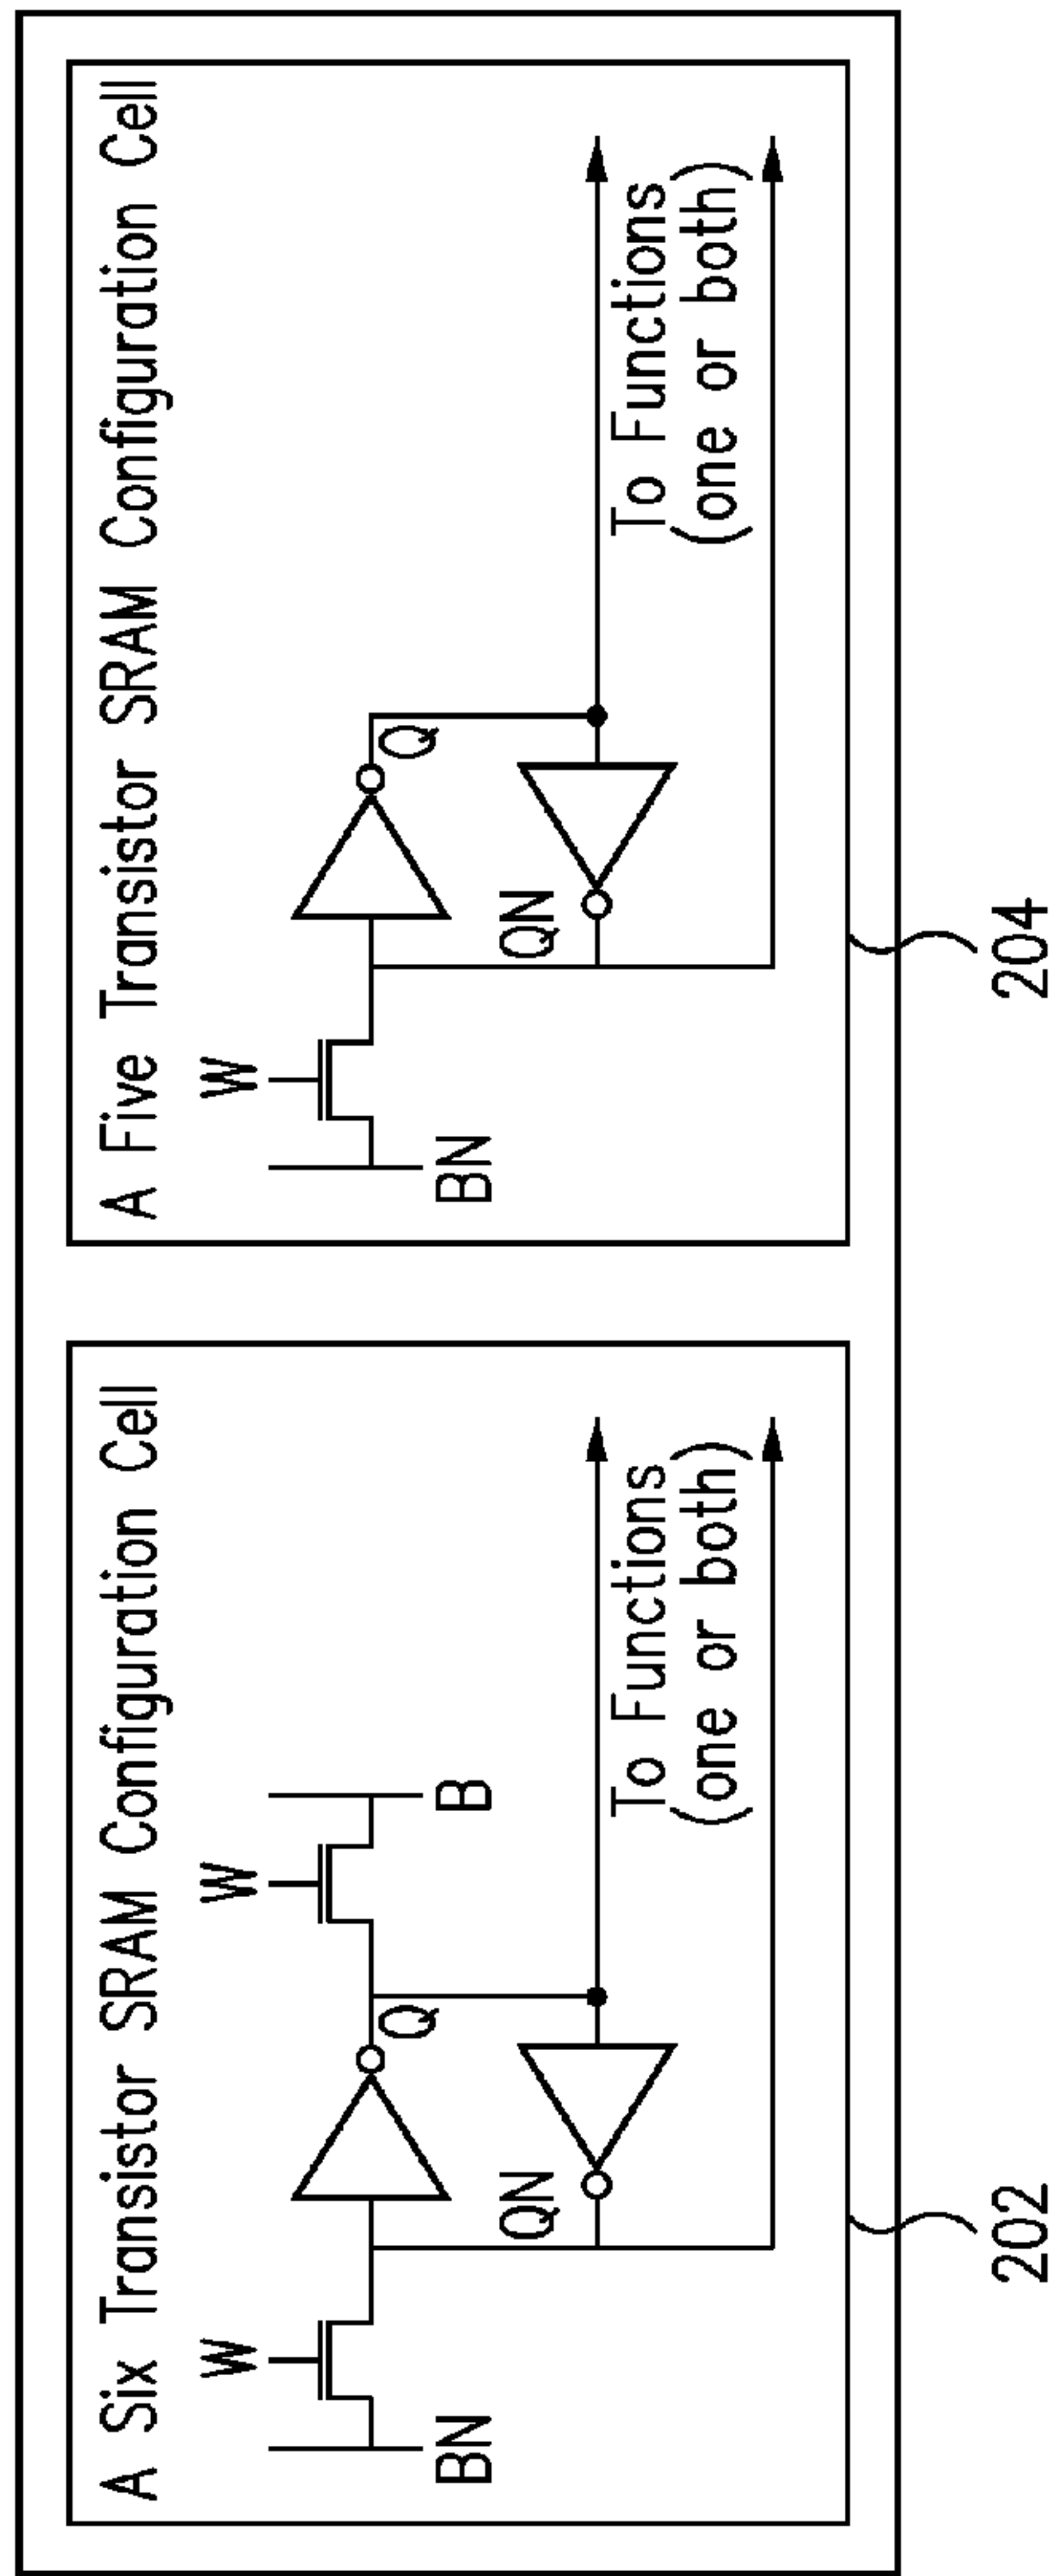 A Six Transistor SRAM Configuration Cell
W
W
BN
B
Q
QN
To Functions
(one or both)
202
A Five Transistor SRAM Configuration Cell
W
BN
Q
QN
To Functions
(one or both)
204